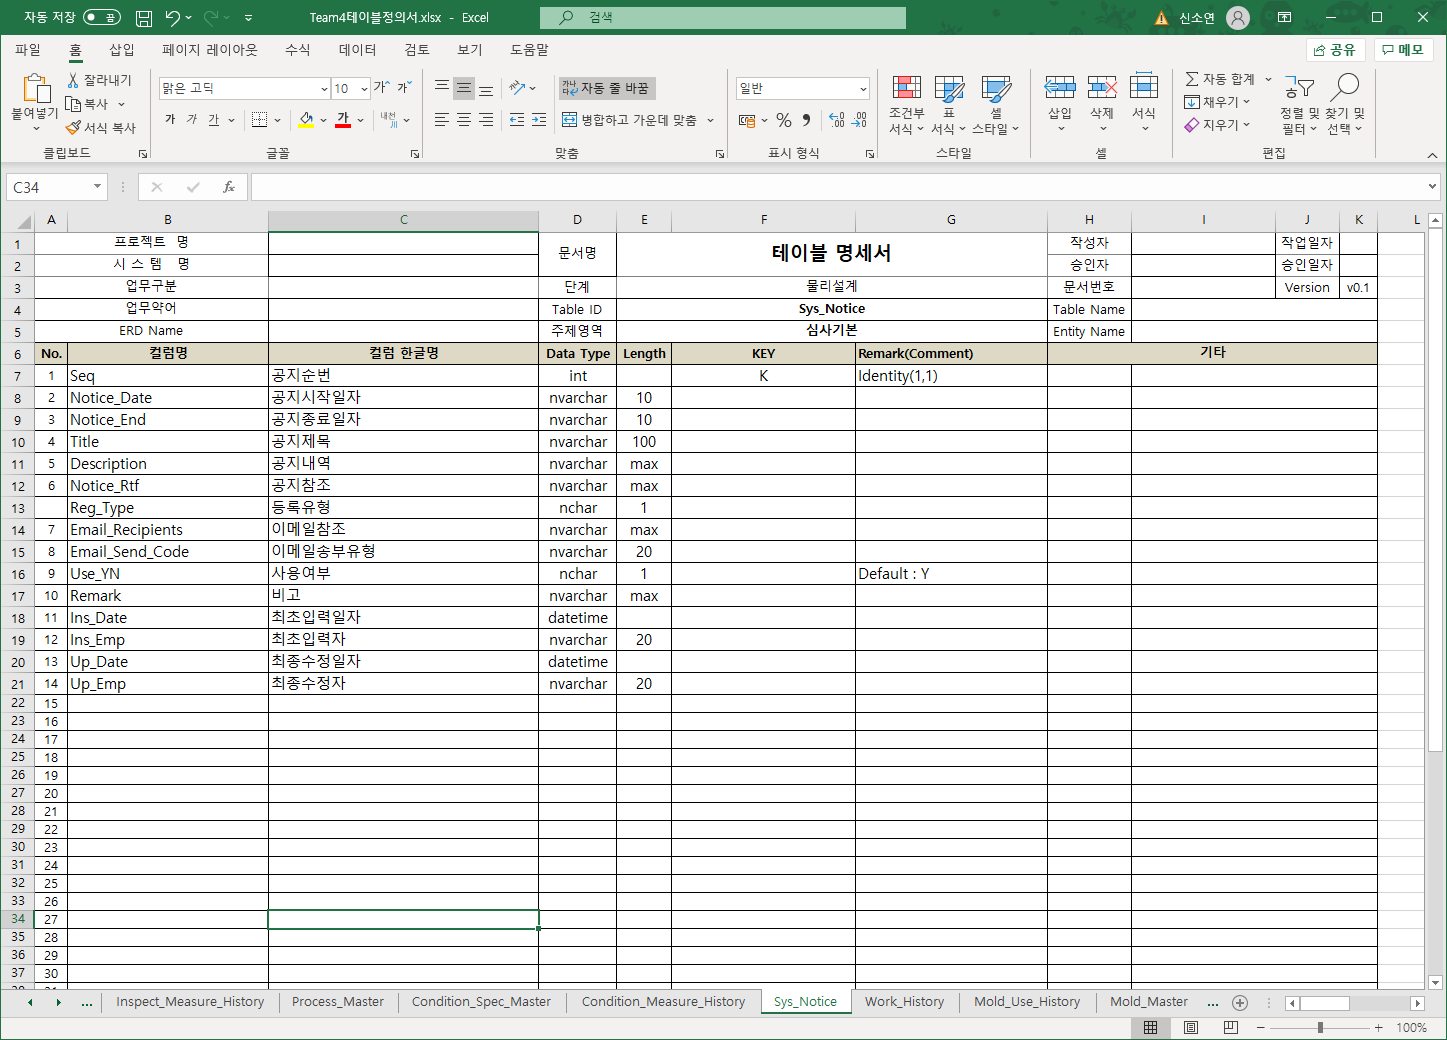 자동 저장 끔 Team4테이블정의서.xlsx - Excel 검색 신소연
파일 홈 삽입 페이지 레이아웃 수식 데이터 검토 보기 도움말 공유 메모
붙여넣기 잘라내기 복사 서식 복사 클립보드
맑은 고딕 10 가 가 가 가 가 가 내천 글꼴
자동 줄 바꿈 병합하고 가운데 맞춤 맞춤
일반 % 표시 형식
조건부 서식 표 서식 셀 스타일 스타일
삽입 삭제 서식 셀
자동 합계 채우기 지우기 정렬 및 필터 찾기 및 선택 편집
C34 fx
A B C D E F G H I J K L
1 프로젝트 명 문서명 테이블 명세서 작성자 작업일자
2 시 스 템 명 승인자 승인일자
3 업무구분 단계 물리설계 문서번호 Version v0.1
4 업무약어 Table ID Sys_Notice Table Name
5 ERD Name 주제영역 심사기본 Entity Name
6 No. 컬럼명 컬럼 한글명 Data Type Length KEY Remark(Comment) 기타
7 1 Seq 공지순번 int K Identity(1,1)
8 2 Notice_Date 공지시작일자 nvarchar 10
9 3 Notice_End 공지종료일자 nvarchar 10
10 4 Title 공지제목 nvarchar 100
11 5 Description 공지내역 nvarchar max
12 6 Notice_Rtf 공지참조 nvarchar max
13 Reg_Type 등록유형 nchar 1
14 7 Email_Recipients 이메일참조 nvarchar max
15 8 Email_Send_Code 이메일송부유형 nvarchar 20
16 9 Use_YN 사용여부 nchar 1 Default : Y
17 10 Remark 비고 nvarchar max
18 11 Ins_Date 최초입력일자 datetime
19 12 Ins_Emp 최초입력자 nvarchar 20
20 13 Up_Date 최종수정일자 datetime
21 14 Up_Emp 최종수정자 nvarchar 20
22 15
23 16
24 17
25 18
26 19
27 20
28 21
29 22
30 23
31 24
32 25
33 26
34 27
35 28
36 29
37 30
... Inspect_Measure_History Process_Master Condition_Spec_Master Condition_Measure_History Sys_Notice Work_History Mold_Use_History Mold_Master ...
100%